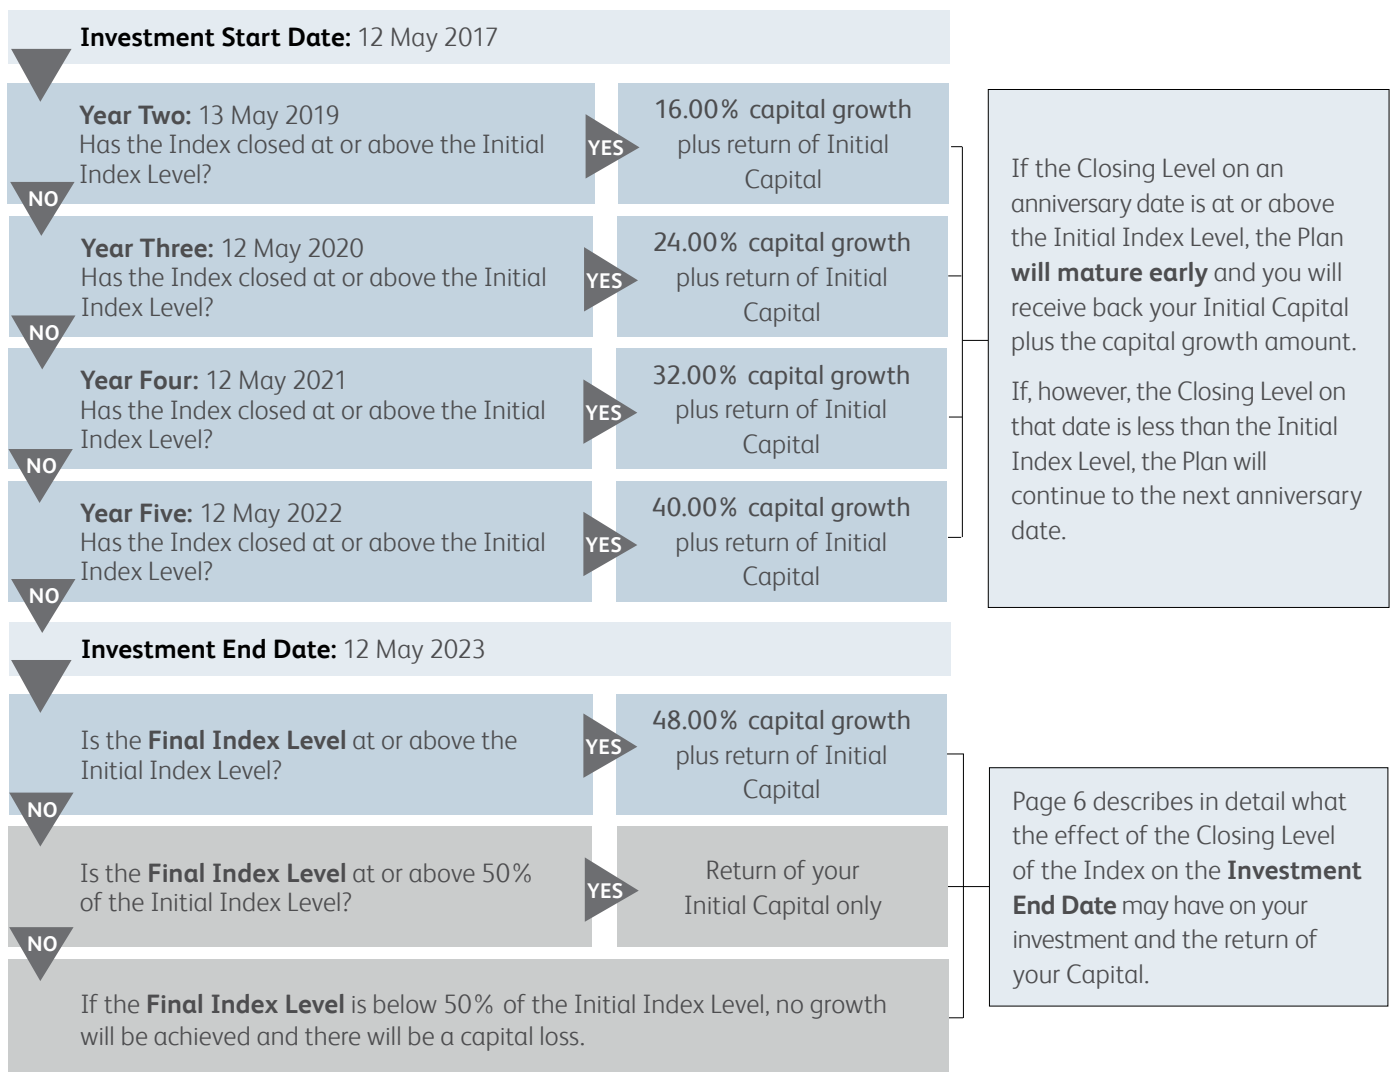 Investment Start Date: 12 May 2017
Year Two: 13 May 2019
Has the Index closed at or above the Initial
Index Level?
YES
16.00% capital growth
plus return of Initial
Capital
NO
Year Three: 12 May 2020
Has the Index closed at or above the Initial
Index Level?
YES
24.00% capital growth
plus return of Initial
Capital
NO
Year Four: 12 May 2021
Has the Index closed at or above the Initial
Index Level?
YES
32.00% capital growth
plus return of Initial
Capital
NO
Year Five: 12 May 2022
Has the Index closed at or above the Initial
Index Level?
YES
40.00% capital growth
plus return of Initial
Capital
NO
If the Closing Level on an
anniversary date is at or above
the Initial Index Level, the Plan
will mature early and you will
receive back your Initial Capital
plus the capital growth amount.
If, however, the Closing Level on
that date is less than the Initial
Index Level, the Plan will
continue to the next anniversary
date.
Investment End Date: 12 May 2023
Is the Final Index Level at or above the
Initial Index Level?
YES
48.00% capital growth
plus return of Initial
Capital
NO
Is the Final Index Level at or above 50%
of the Initial Index Level?
YES
Return of your
Initial Capital only
NO
If the Final Index Level is below 50% of the Initial Index Level, no growth
will be achieved and there will be a capital loss.
Page 6 describes in detail what
the effect of the Closing Level
of the Index on the Investment
End Date may have on your
investment and the return of
your Capital.